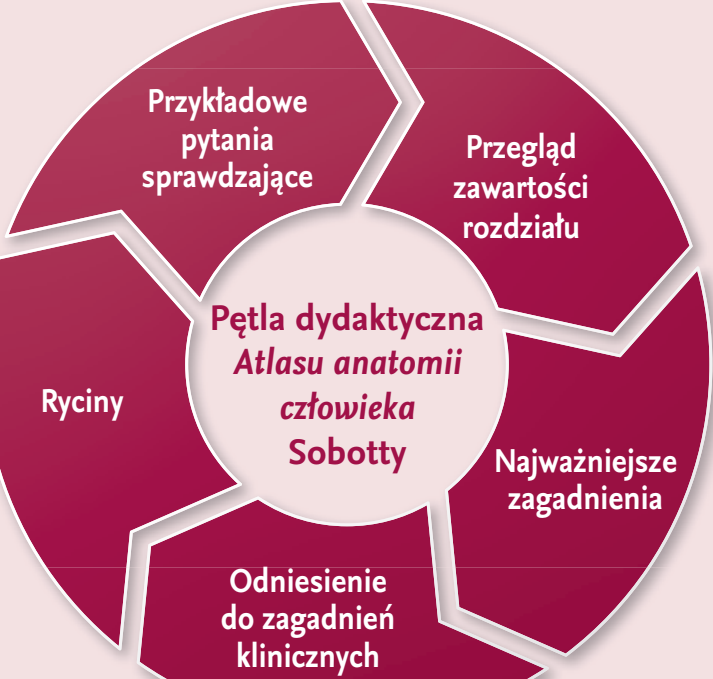 Przykładowe
pytania
sprawdzające
Przegląd
zawartości
rozdziału
Pętla dydaktyczna
Atlasu anatomii
człowieka
Sobotty
Ryciny
Najważniejsze
zagadnienia
Odniesienie
do zagadnień
klinicznych